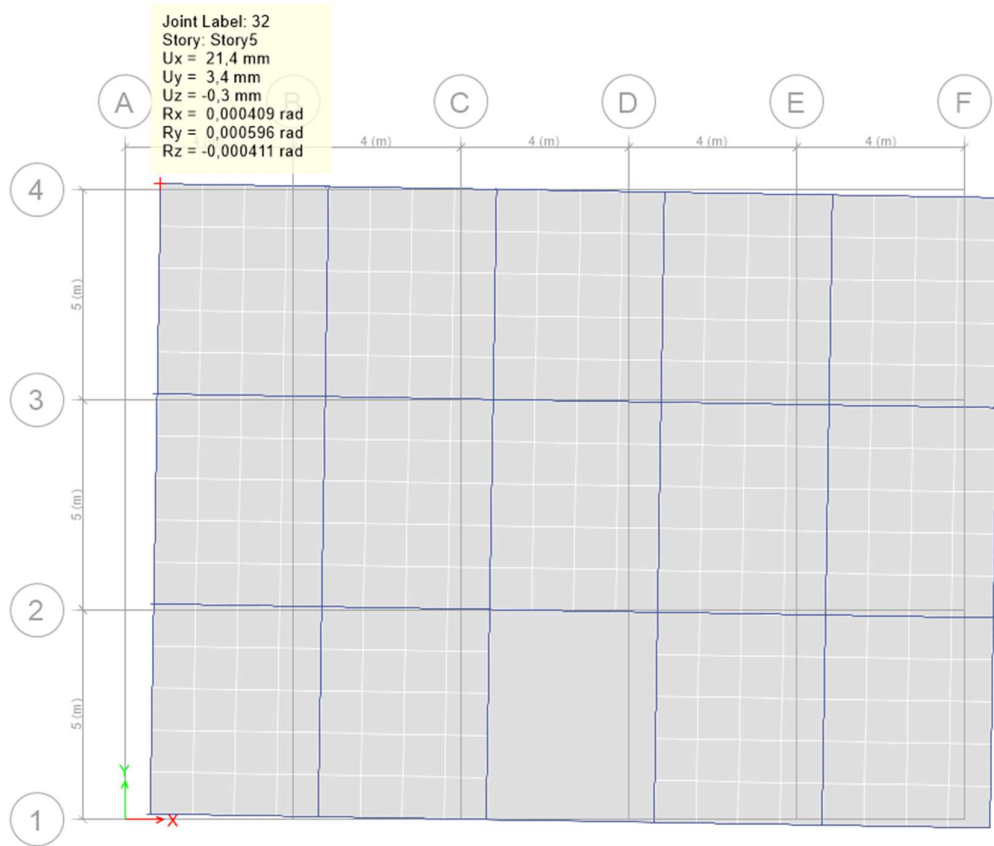 Joint Label: 32
Story: Story5
Ux = 21,4 mm
Uy = 3,4 mm
Uz = -0,3 mm
Rx = 0,000409 rad
Ry = 0,000596 rad
Rz = -0,000411 rad
A B C D E F
4 (m) 4 (m) 4 (m) 4 (m)
4
5 (m)
3
5 (m)
2
5 (m)
Y
1
X